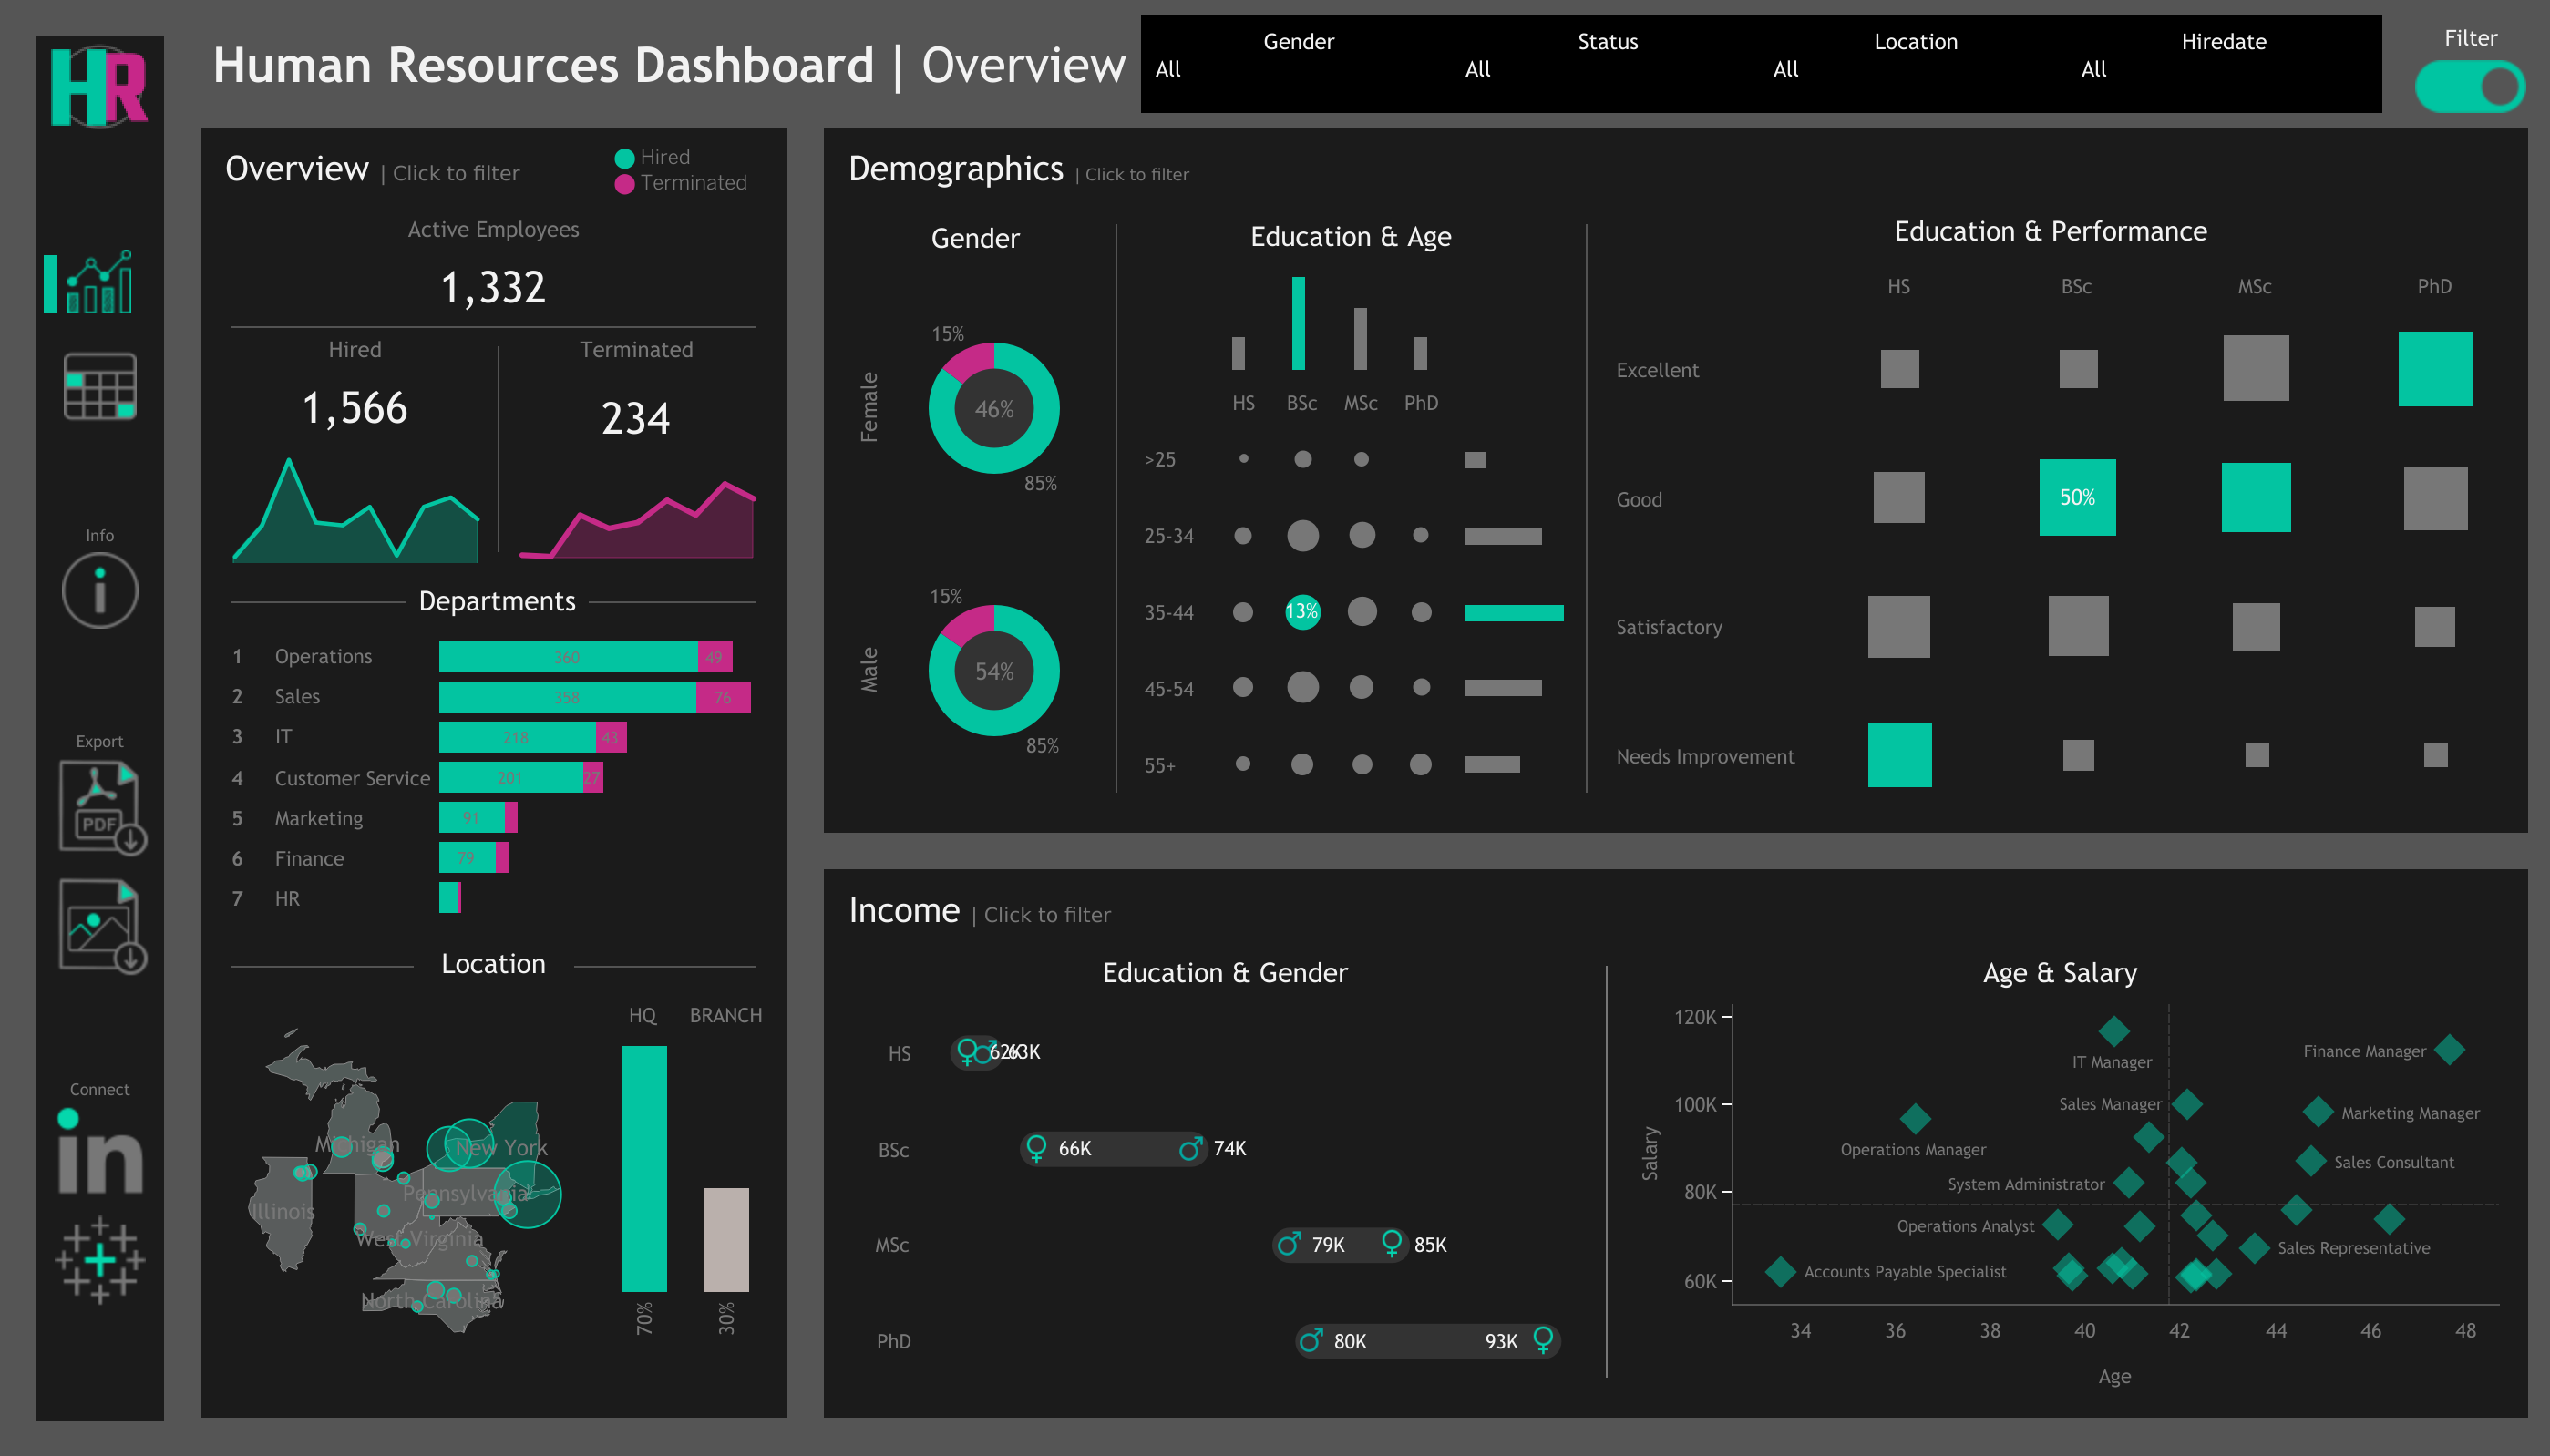 HR
Human Resources Dashboard | Overview
Gender
Status
Location
Hiredate
All
All
All
All
Filter
Overview | Click to filter
Hired
Terminated
Active Employees
1,332
Hired
1,566
Terminated
234
Departments
1 Operations 360 49
2 Sales 358 76
3 IT 218 43
4 Customer Service 201 27
5 Marketing 91
6 Finance 79
7 HR
Location
HQ BRANCH
Michigan
New York
Pennsylvania
Illinois
West Virginia
North Carolina
70% 30%
Info
i
Export
PDF
Connect
in
Demographics | Click to filter
Gender
Female
15%
46%
85%
Male
15%
54%
85%
Education & Age
HS BSc MSc PhD
>25
25-34
35-44 13%
45-54
55+
Education & Performance
HS BSc MSc PhD
Excellent
Good 50%
Satisfactory
Needs Improvement
Income | Click to filter
Education & Gender
HS 62K 63K
BSc 66K 74K
MSc 79K 85K
PhD 80K 93K
Age & Salary
Salary
120K
100K
80K
60K
IT Manager
Finance Manager
Sales Manager
Marketing Manager
Operations Manager
Sales Consultant
System Administrator
Operations Analyst
Sales Representative
Accounts Payable Specialist
34 36 38 40 42 44 46 48
Age